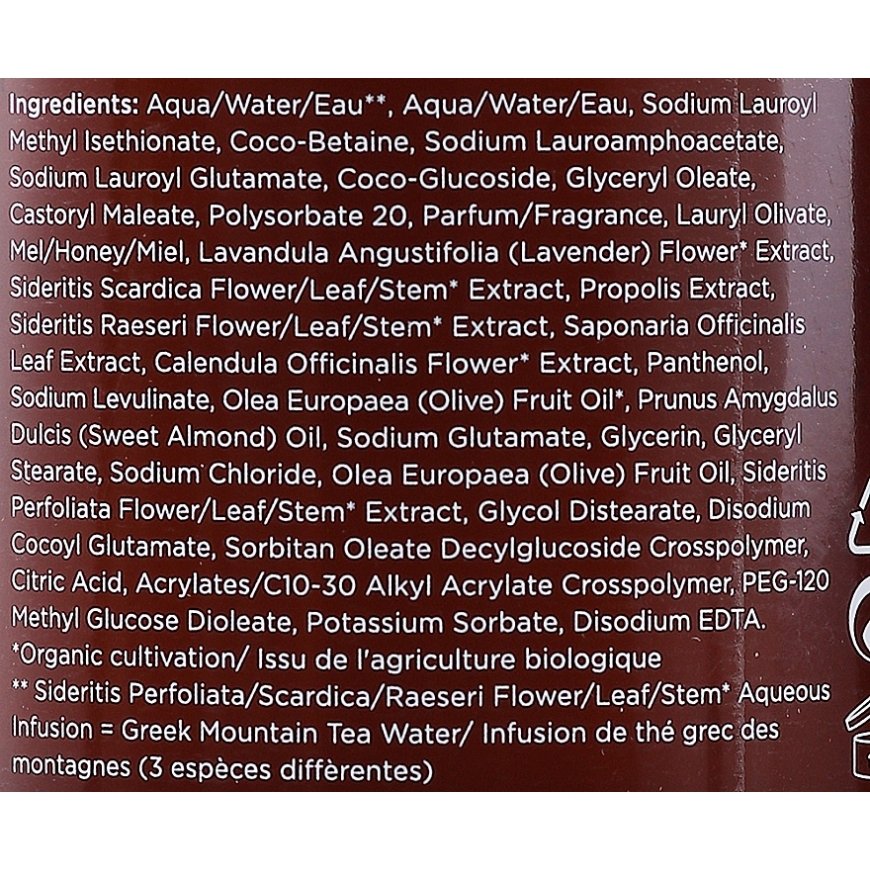 Ingredients: Aqua/Water/Eau**, Aqua/Water/Eau, Sodium Lauroyl
Methyl Isethionate, Coco-Betaine, Sodium Lauroamphoacetate,
Sodium Lauroyl Glutamate, Coco-Glucoside, Glyceryl Oleate,
Castoryl Maleate, Polysorbate 20, Parfum/Fragrance, Lauryl Olivate,
Mel/Honey/Miel, Lavandula Angustifolia (Lavender) Flower* Extract,
Sideritis Scardica Flower/Leaf/Stem* Extract, Propolis Extract,
Sideritis Raeseri Flower/Leaf/Stem* Extract, Saponaria Officinalis
Leaf Extract, Calendula Officinalis Flower* Extract, Panthenol,
Sodium Levulinate, Olea Europaea (Olive) Fruit Oil*, Prunus Amygdalus
Dulcis (Sweet Almond) Oil, Sodium Glutamate, Glycerin, Glyceryl
Stearate, Sodium Chloride, Olea Europaea (Olive) Fruit Oil, Sideritis
Perfoliata Flower/Leaf/Stem* Extract, Glycol Distearate, Disodium
Cocoyl Glutamate, Sorbitan Oleate Decylglucoside Crosspolymer,
Citric Acid, Acrylates/C10-30 Alkyl Acrylate Crosspolymer, PEG-120
Methyl Glucose Dioleate, Potassium Sorbate, Disodium EDTA.
*Organic cultivation/ Issu de l'agriculture biologique
** Sideritis Perfoliata/Scardica/Raeseri Flower/Leaf/Stem* Aqueous
Infusion = Greek Mountain Tea Water/ Infusion de thé grec des
montagnes (3 espèces diffèrentes)